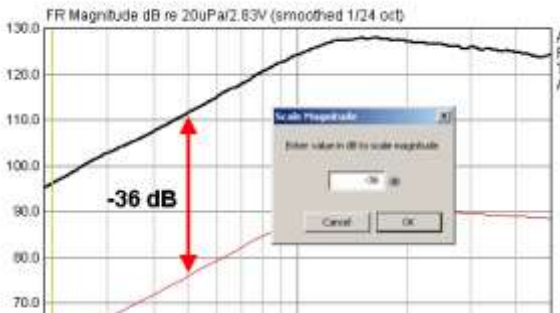 FR Magnitude dB re 20uPa/2.83V (smoothed 1/24 oct)
130.0
120.0
110.0
100.0
90.0
80.0
70.0
-36 dB
Scale Magnitude
Enter value in dB to scale magnitude
-36 dB
Cancel OK